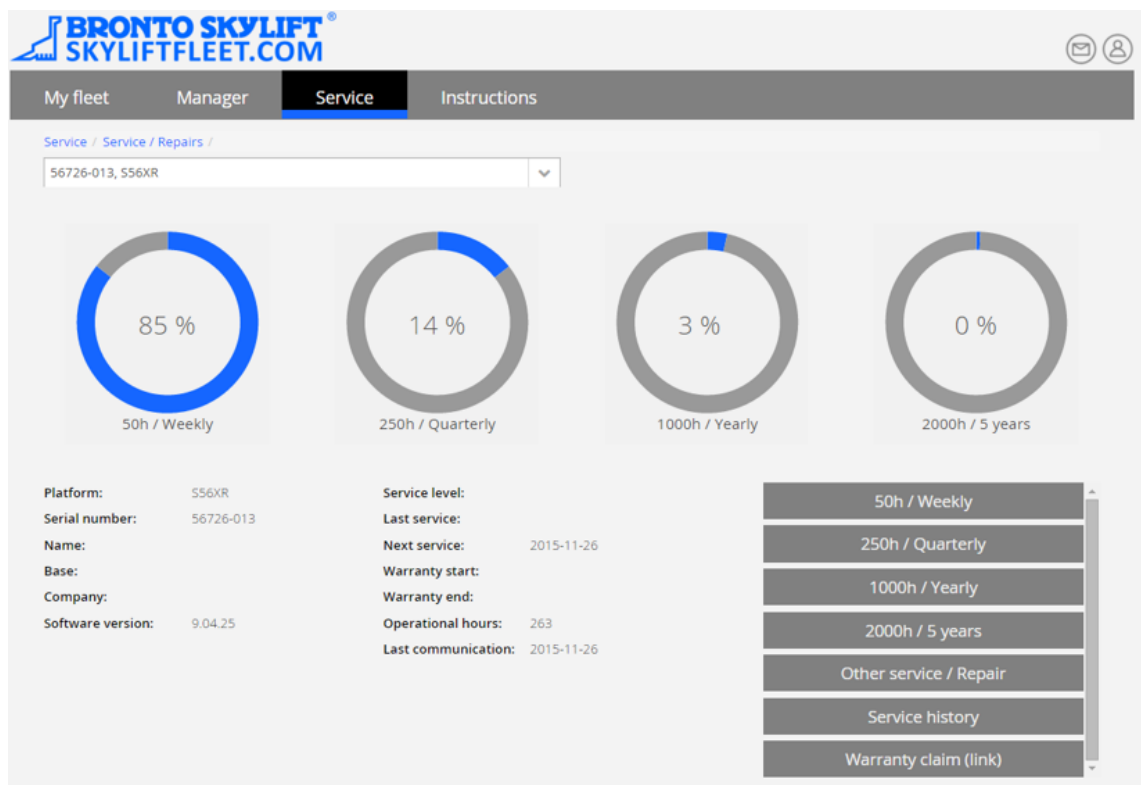 BRONTO SKYLIFT®
SKYLIFTFLEET.COM
My fleet Manager Service Instructions
Service / Service / Repairs /
56726-013, S56XR
85 % 14 % 3 % 0 %
50h / Weekly 250h / Quarterly 1000h / Yearly 2000h / 5 years
Platform: S56XR
Serial number: 56726-013
Name:
Base:
Company:
Software version: 9.04.25
Service level:
Last service:
Next service: 2015-11-26
Warranty start:
Warranty end:
Operational hours: 263
Last communication: 2015-11-26
50h / Weekly
250h / Quarterly
1000h / Yearly
2000h / 5 years
Other service / Repair
Service history
Warranty claim (link)